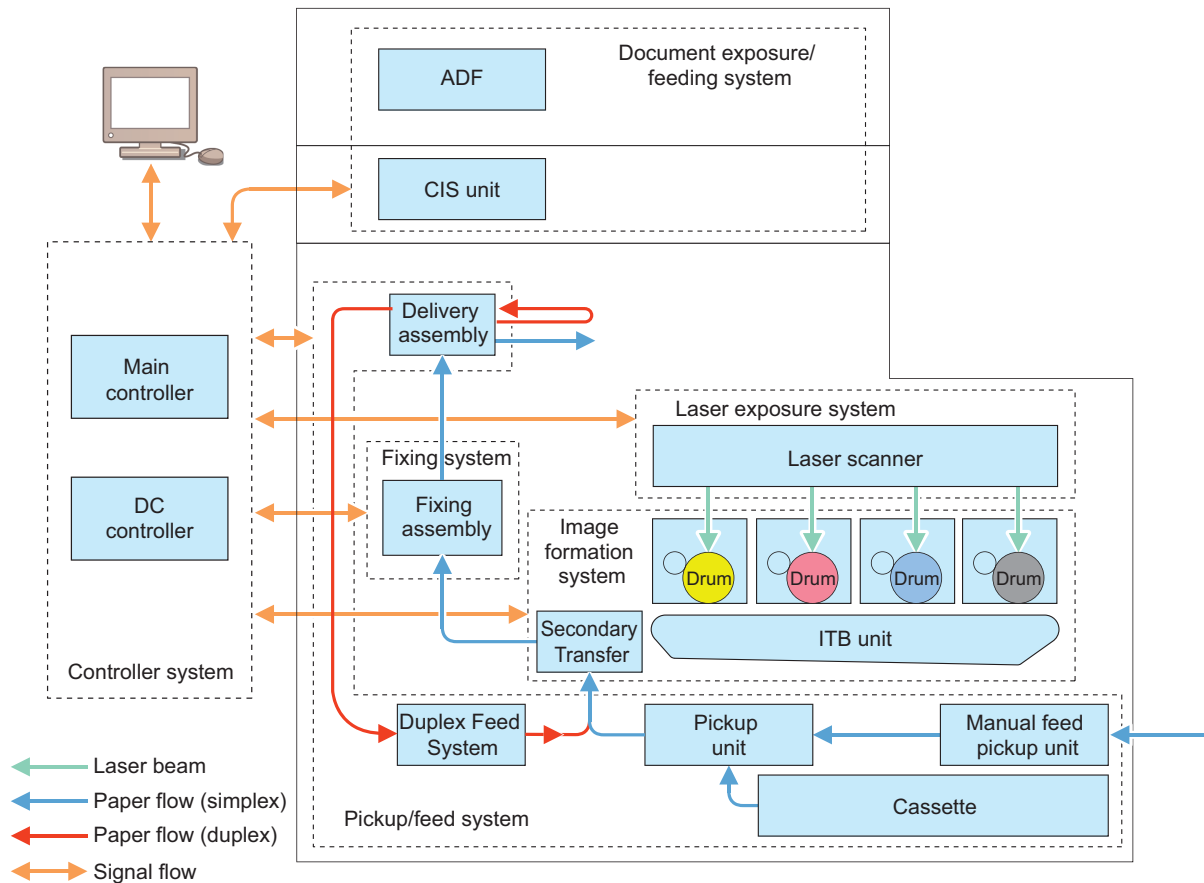 Document exposure/
feeding system
ADF
CIS unit
Delivery
assembly
Main
controller
Laser exposure system
Laser scanner
Fixing system
Fixing
assembly
DC
controller
Image
formation
system
Drum
Drum
Drum
Drum
Secondary
Transfer
ITB unit
Controller system
Duplex Feed
System
Pickup
unit
Manual feed
pickup unit
Cassette
Pickup/feed system
Laser beam
Paper flow (simplex)
Paper flow (duplex)
Signal flow